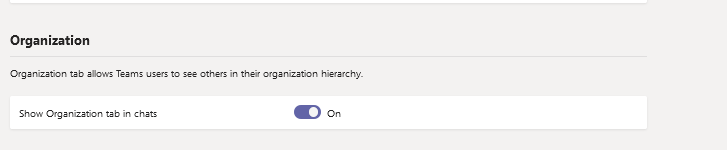 Organization
Organization tab allows Teams users to see others in their organization hierarchy.
Show Organization tab in chats On